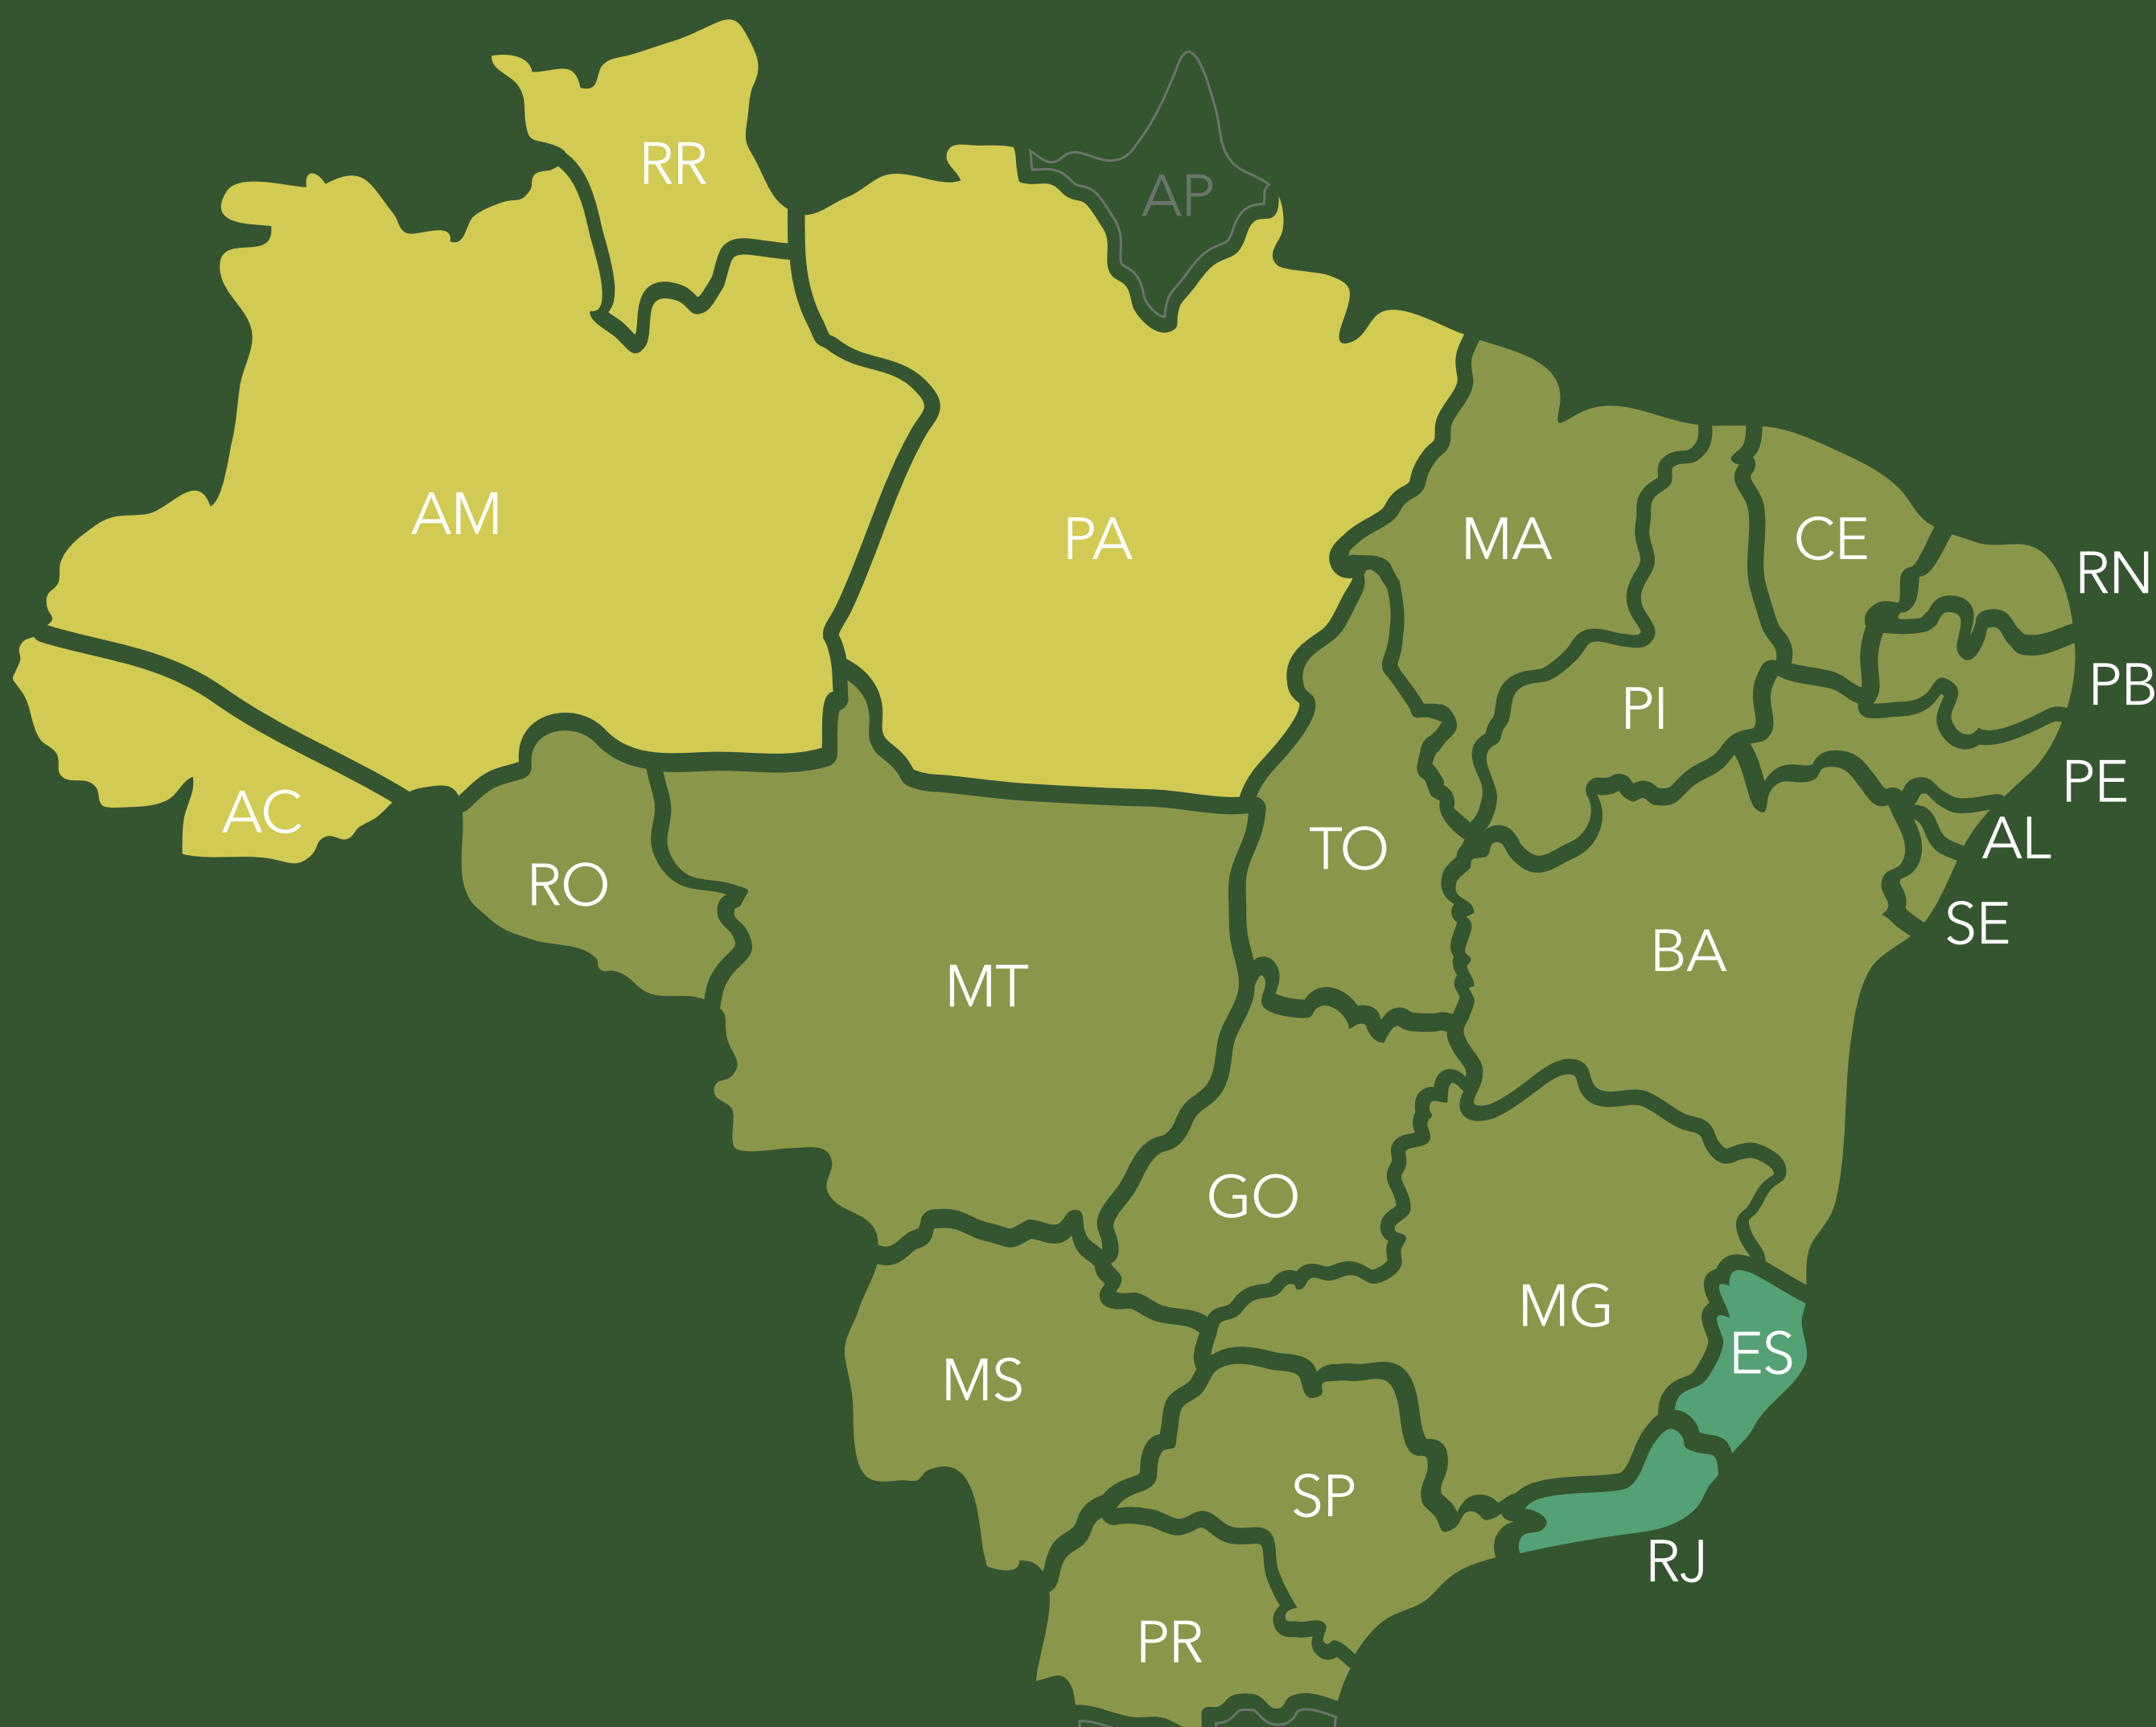 RR
AP
AM
PA
MA
CE
RN
PB
PI
PE
AC
TO
AL
RO
SE
BA
MT
GO
MG
ES
MS
SP
RJ
PR